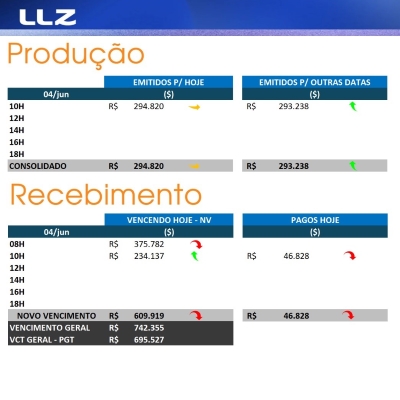 LLZ
Produção
EMITIDOS P/ HOJE EMITIDOS P/ OUTRAS DATAS
04/jun ($) ($)
10H R$ 294.820 R$ 293.238
12H
14H
16H
18H
CONSOLIDADO R$ 294.820 R$ 293.238
Recebimento
VENCENDO HOJE - NV PAGOS HOJE
04/jun ($) ($)
08H R$ 375.782
10H R$ 234.137 R$ 46.828
12H
14H
16H
18H
NOVO VENCIMENTO R$ 609.919 R$ 46.828
VENCIMENTO GERAL R$ 742.355
VCT GERAL - PGT R$ 695.527